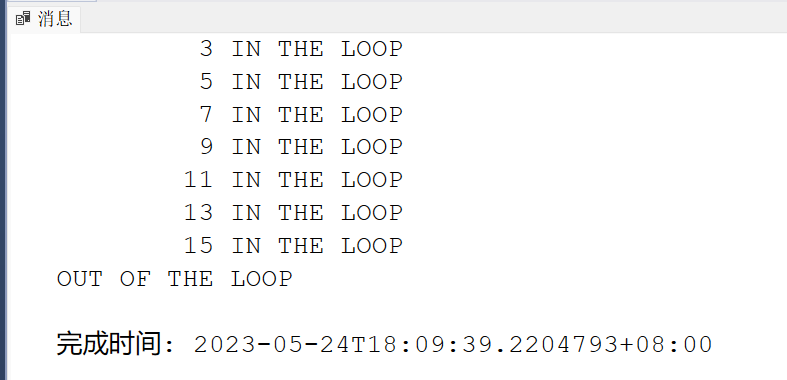 消息
3 IN THE LOOP
5 IN THE LOOP
7 IN THE LOOP
9 IN THE LOOP
11 IN THE LOOP
13 IN THE LOOP
15 IN THE LOOP
OUT OF THE LOOP
完成时间: 2023-05-24T18:09:39.2204793+08:00